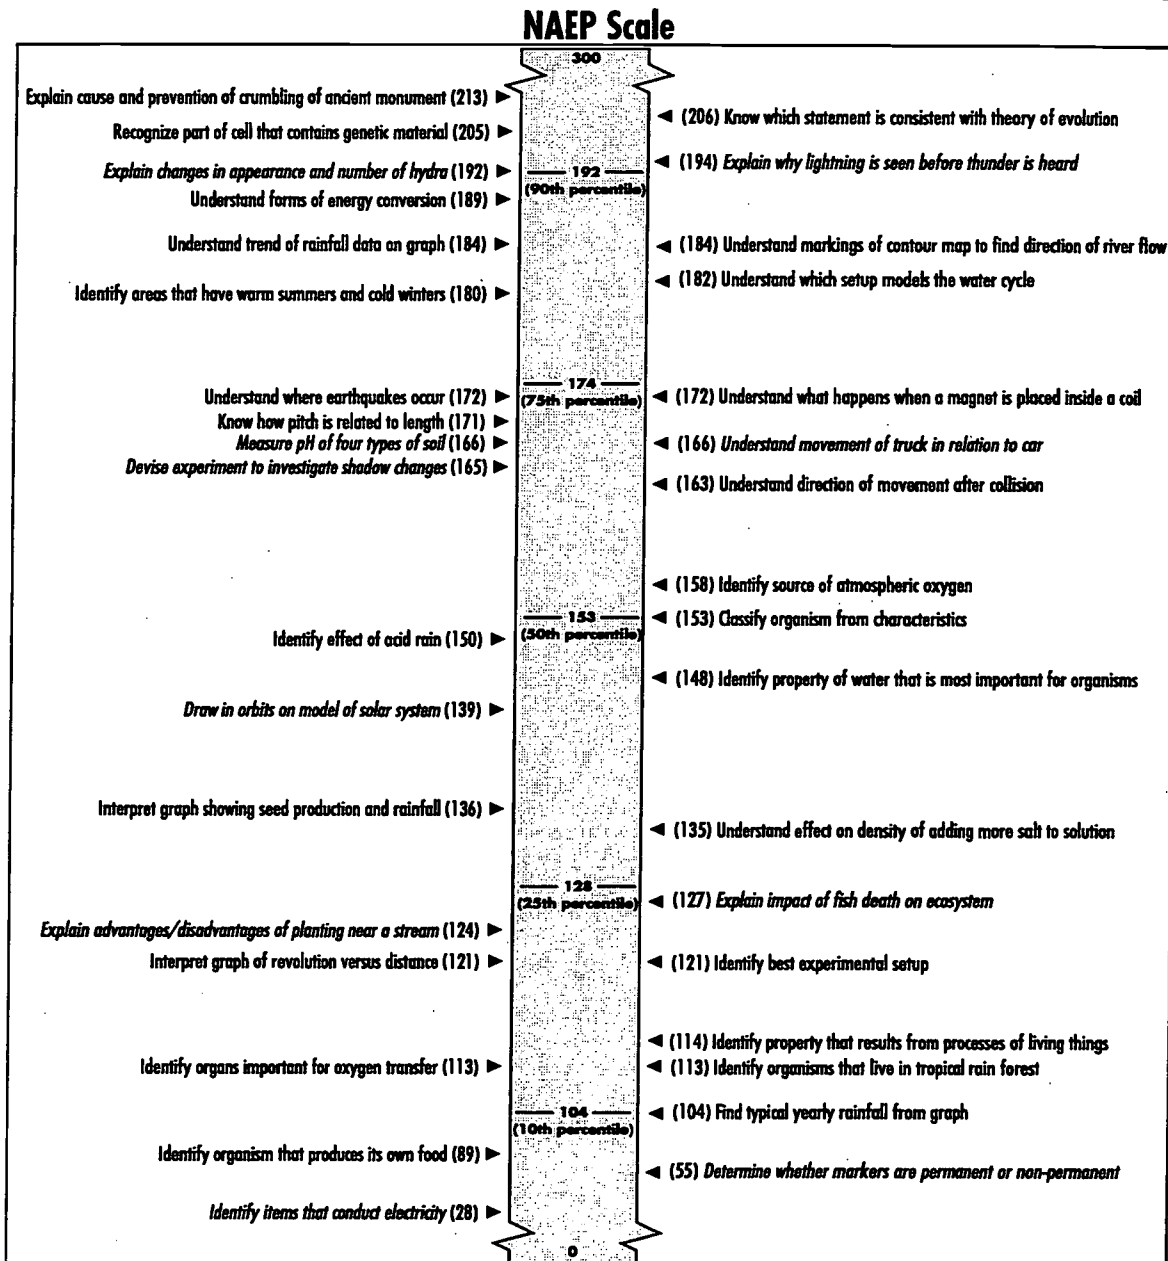 NAEP Scale
300
Explain cause and prevention of crumbling of ancient monument (213) ►
◄ (206) Know which statement is consistent with theory of evolution
Recognize part of cell that contains genetic material (205) ►
◄ (194) Explain why lightning is seen before thunder is heard
Explain changes in appearance and number of hydra (192) ►
192
(90th percentile)
Understand forms of energy conversion (189) ►
Understand trend of rainfall data on graph (184) ►
◄ (184) Understand markings of contour map to find direction of river flow
◄ (182) Understand which setup models the water cycle
Identify areas that have warm summers and cold winters (180) ►
174
(75th percentile)
Understand where earthquakes occur (172) ►
◄ (172) Understand what happens when a magnet is placed inside a coil
Know how pitch is related to length (171) ►
Measure pH of four types of soil (166) ►
◄ (166) Understand movement of truck in relation to car
Devise experiment to investigate shadow changes (165) ►
◄ (163) Understand direction of movement after collision
◄ (158) Identify source of atmospheric oxygen
153
(50th percentile)
◄ (153) Classify organism from characteristics
Identify effect of acid rain (150) ►
◄ (148) Identify property of water that is most important for organisms
Draw in orbits on model of solar system (139) ►
Interpret graph showing seed production and rainfall (136) ►
◄ (135) Understand effect on density of adding more salt to solution
128
(25th percentile)
◄ (127) Explain impact of fish death on ecosystem
Explain advantages/disadvantages of planting near a stream (124) ►
Interpret graph of revolution versus distance (121) ►
◄ (121) Identify best experimental setup
◄ (114) Identify property that results from processes of living things
Identify organs important for oxygen transfer (113) ►
◄ (113) Identify organisms that live in tropical rain forest
104
(10th percentile)
◄ (104) Find typical yearly rainfall from graph
Identify organism that produces its own food (89) ►
◄ (55) Determine whether markers are permanent or non-permanent
Identify items that conduct electricity (28) ►
0